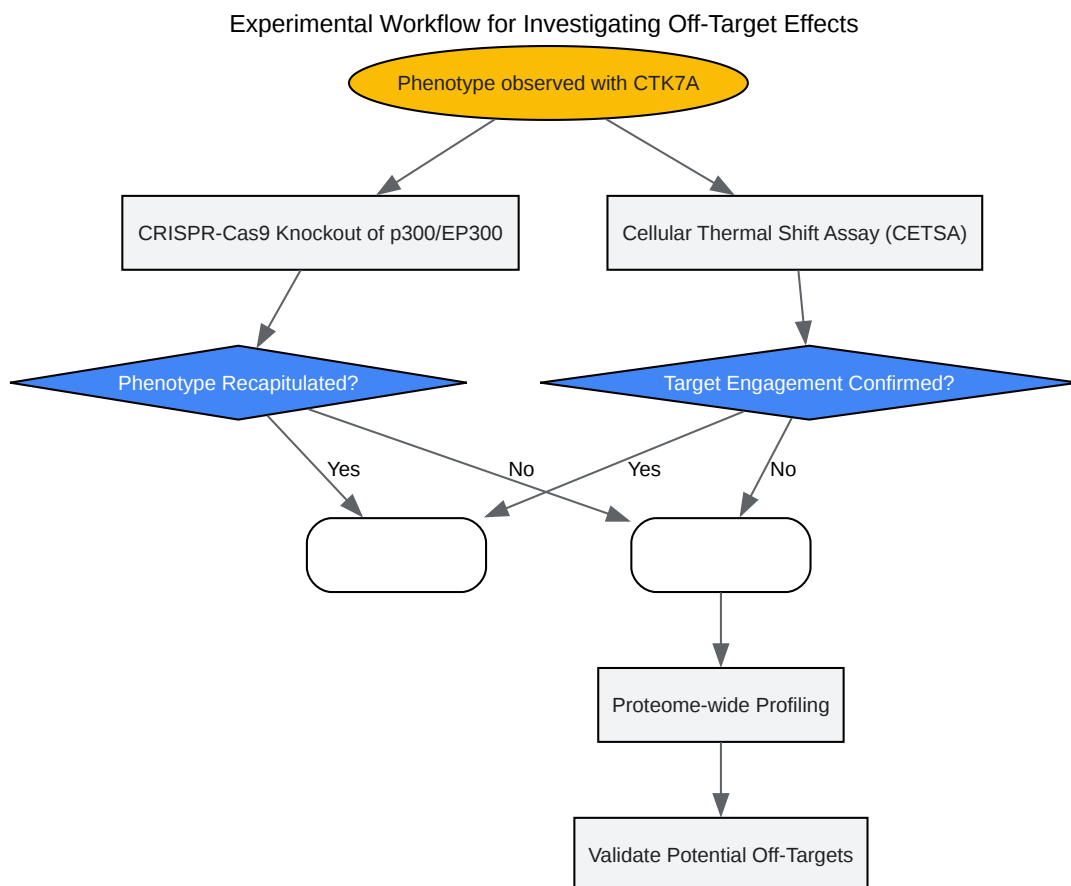 Experimental Workflow for Investigating Off-Target Effects
Phenotype observed with CTK7A
CRISPR-Cas9 Knockout of p300/EP300
Cellular Thermal Shift Assay (CETSA)
Phenotype Recapitulated?
Target Engagement Confirmed?
Yes
No
Yes
No
Proteome-wide Profiling
Validate Potential Off-Targets